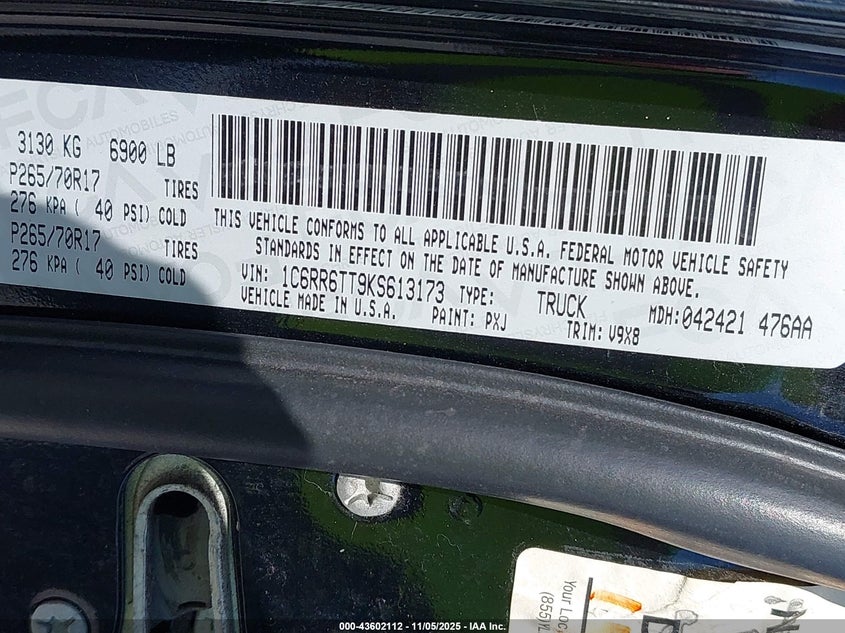 3130 KG 6900 LB
P265/70R17 TIRES
276 KPA ( 40 PSI) COLD
P265/70R17 TIRES
276 KPA ( 40 PSI) COLD
THIS VEHICLE CONFORMS TO ALL APPLICABLE U.S.A. FEDERAL MOTOR VEHICLE SAFETY
STANDARDS IN EFFECT ON THE DATE OF MANUFACTURE SHOWN ABOVE.
VIN: 1C6RR6TT9KS613173 TYPE: TRUCK MDH:042421 476AA
VEHICLE MADE IN U.S.A. PAINT: PXJ TRIM: V9X8
Your Loc
(855)
000-43602112 - 11/05/2025 - IAA Inc.